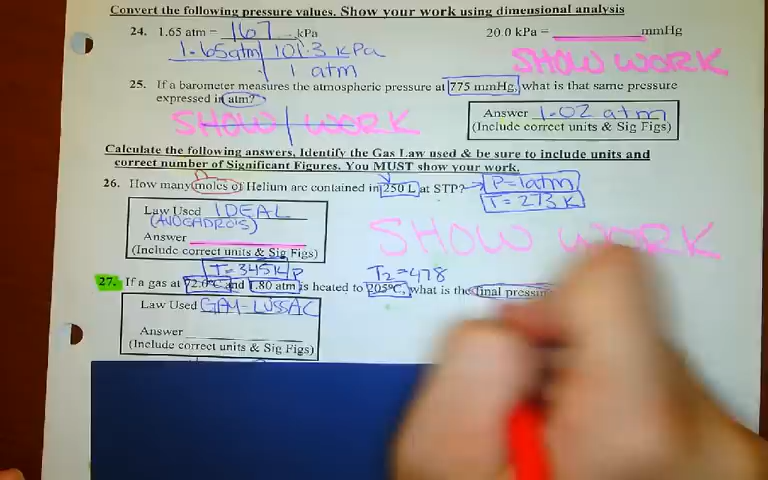 Convert the following pressure values. Show your work using dimensional analysis
24. 1.65 atm = 167 kPa 20.0 kPa = ____________ mmHg
1.65atm | 101.3 kPa SHOW WORK
1 atm
25. If a barometer measures the atmospheric pressure at 775 mmHg, what is that same pressure
expressed in atm?
SHOW WORK
Answer 1.02 atm
(Include correct units & Sig Figs)
Calculate the following answers, Identify the Gas Law used & be sure to include units and
correct number of Significant Figures. You MUST show your work.
26. How many moles of Helium are contained in 250 L at STP? P=1atm
T=273K
Law Used IDEAL
(AVOGADRO'S)
Answer ____________
(Include correct units & Sig Figs)
SHOW WORK
T=345K P T2=478
27. If a gas at 72.0°C and 1.80 atm is heated to 205°C, what is the final
Law Used GAY-LUSSAC
Answer ____________
(Include correct units & Sig Figs)